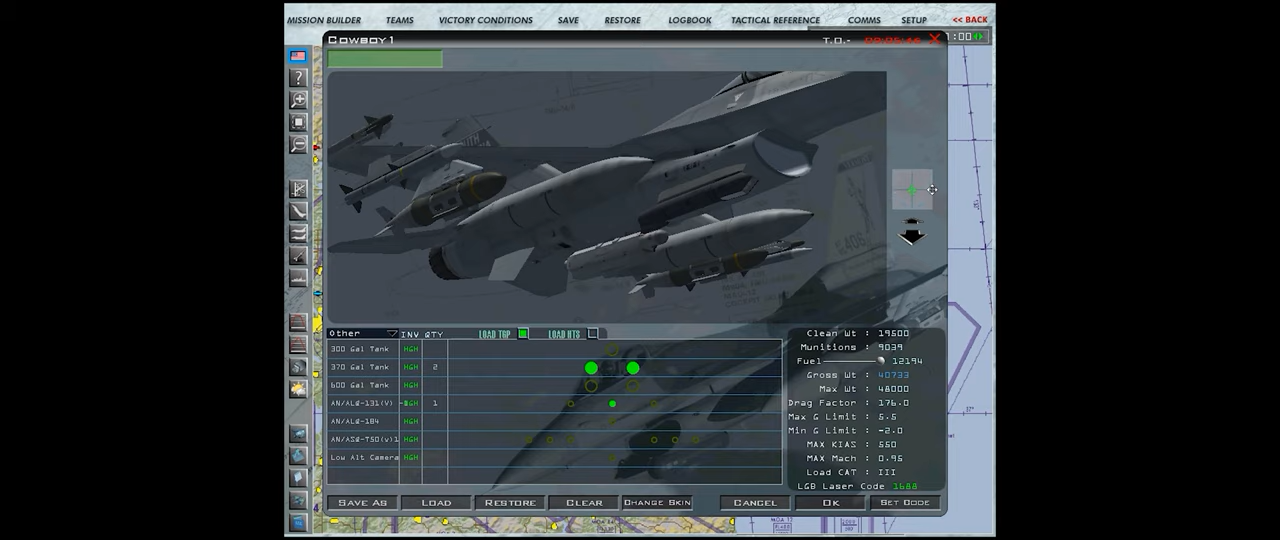 MISSION BUILDER TEAMS VICTORY CONDITIONS SAVE RESTORE LOGBOOK TACTICAL REFERENCE COMMS SETUP << BACK
Cowboy1 T.O.-
:00
Other INV QTY LOAD TGP LOAD HTS
300 Gal Tank HGH
370 Gal Tank HGH 2
600 Gal Tank HGH
AN/ALQ-131(V) HGH 1
AN/ALQ-184 HGH
HGH
Low Alt Camera HGH
Clean Wt : 19500
Munitions : 9039
Fuel 12194
Gross Wt : 40733
Max Wt : 48000
Drag Factor : 176.0
Max G Limit : 5.5
Min G Limit : -2.0
MAX KIAS : 550
MAX Mach : 0.95
Load CAT : III
LGB Laser Code 1688
SAVE AS LOAD RESTORE CLEAR CHANGE SKIN CANCEL OK SET CODE